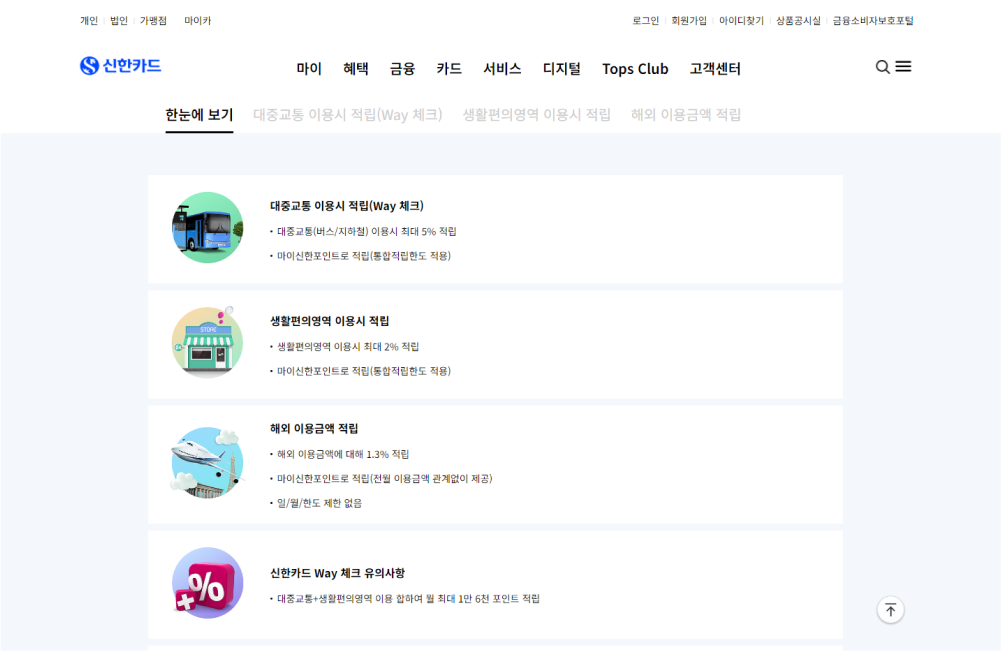 개인 법인 가맹점 마이카
로그인 회원가입 아이디찾기 상품공시실 금융소비자보호포털
신한카드
마이 혜택 금융 카드 서비스 디지털 Tops Club 고객센터
한눈에 보기 대중교통 이용시 적립(Way 체크) 생활편의영역 이용시 적립 해외 이용금액 적립
대중교통 이용시 적립(Way 체크)
• 대중교통(버스/지하철) 이용시 최대 5% 적립
• 마이신한포인트로 적립(통합적립한도 적용)
STORE
생활편의영역 이용시 적립
• 생활편의영역 이용시 최대 2% 적립
• 마이신한포인트로 적립(통합적립한도 적용)
해외 이용금액 적립
• 해외 이용금액에 대해 1.3% 적립
• 마이신한포인트로 적립(전월 이용금액 관계없이 제공)
• 일/월/한도 제한 없음
%
+
신한카드 Way 체크 유의사항
• 대중교통+생활편의영역 이용 합하여 월 최대 1만 6천 포인트 적립